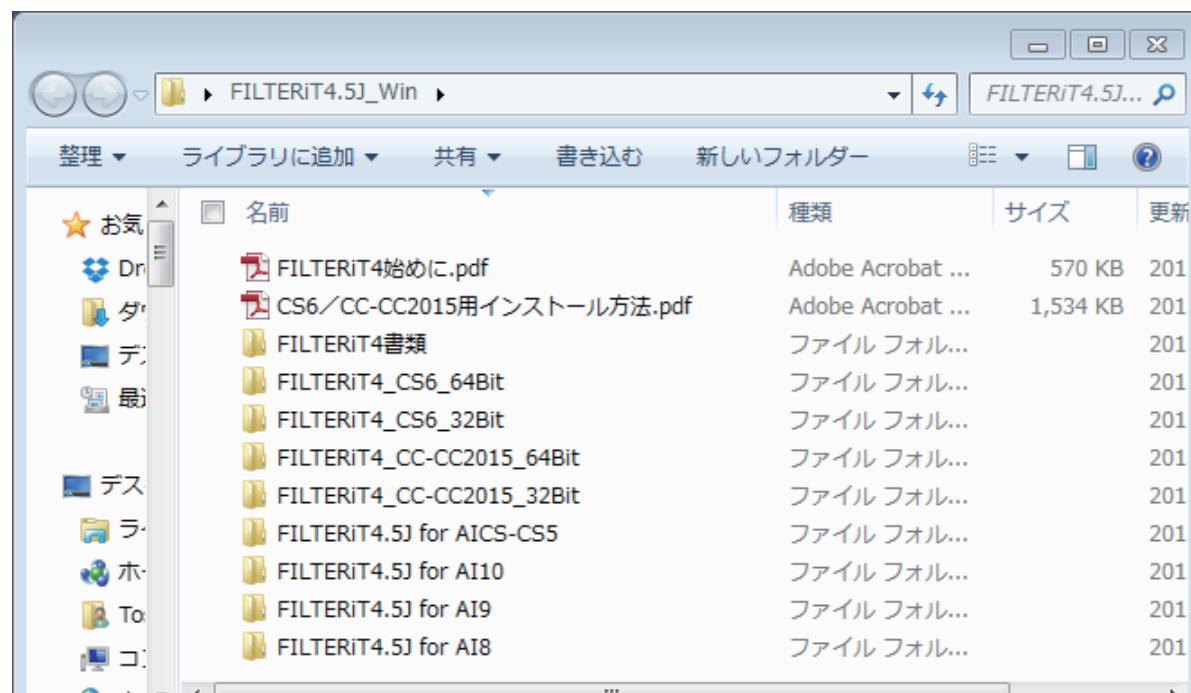 FILTERiT4.5J_Win
FILTERiT4.5J...
整理 ライブラリに追加 共有 書き込む 新しいフォルダー
名前 種類 サイズ 更新
FILTERiT4始めに.pdf Adobe Acrobat ... 570 KB 201
CS6／CC-CC2015用インストール方法.pdf Adobe Acrobat ... 1,534 KB 201
FILTERiT4書類 ファイル フォル... 201
FILTERiT4_CS6_64Bit ファイル フォル... 201
FILTERiT4_CS6_32Bit ファイル フォル... 201
FILTERiT4_CC-CC2015_64Bit ファイル フォル... 201
FILTERiT4_CC-CC2015_32Bit ファイル フォル... 201
FILTERiT4.5J for AICS-CS5 ファイル フォル... 201
FILTERiT4.5J for AI10 ファイル フォル... 201
FILTERiT4.5J for AI9 ファイル フォル... 201
FILTERiT4.5J for AI8 ファイル フォル... 201
お気
Dr
ダ
デ
最近
デス
ラ
ホ
To
コ